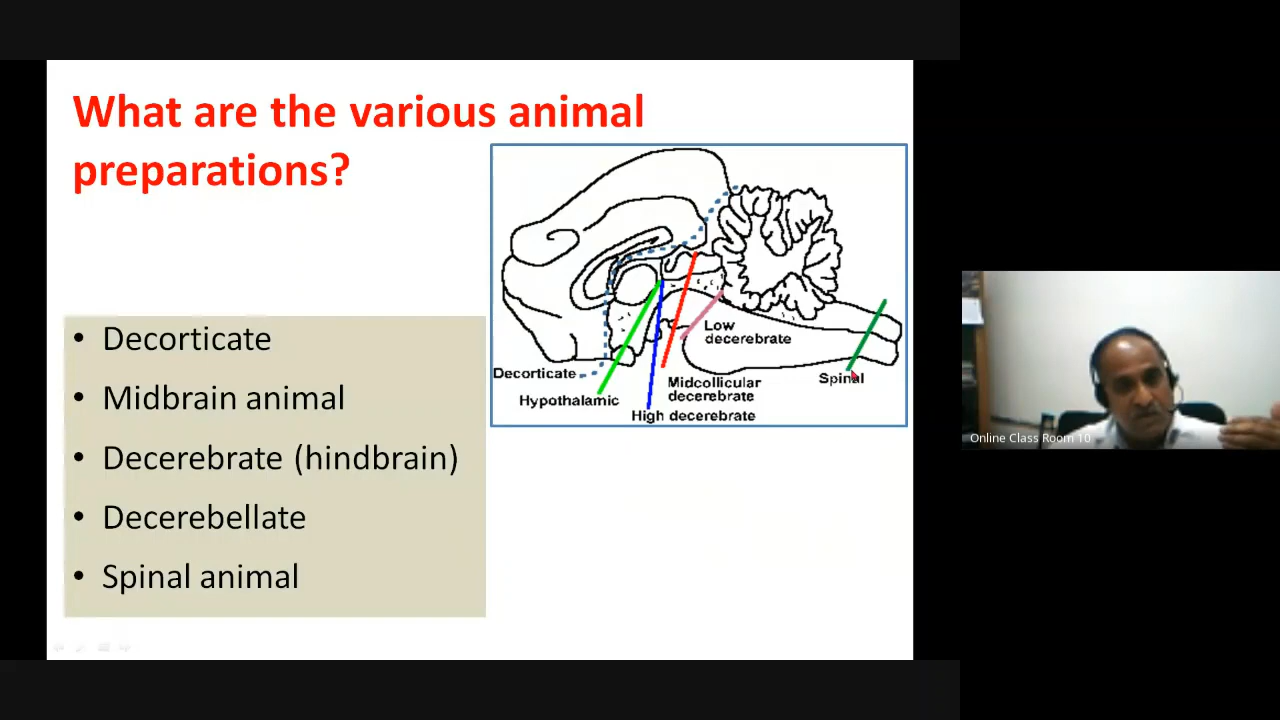 What are the various animal
preparations?
• Decorticate
• Midbrain animal
• Decerebrate (hindbrain)
• Decerebellate
• Spinal animal
Low
decerebrate
Decorticate
Spinal
Midcollicular
decerebrate
Hypothalamic
High decerebrate
Online Class Room 10